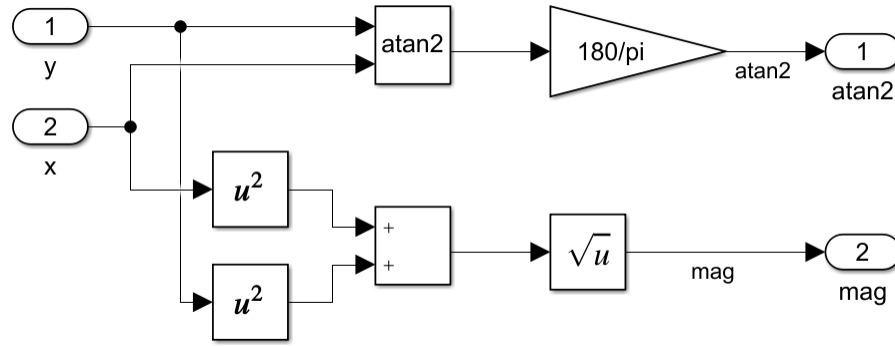 1
y
2
x
atan2
180/pi
atan2
1
atan2
u²
u²
+
+
√u
mag
2
mag